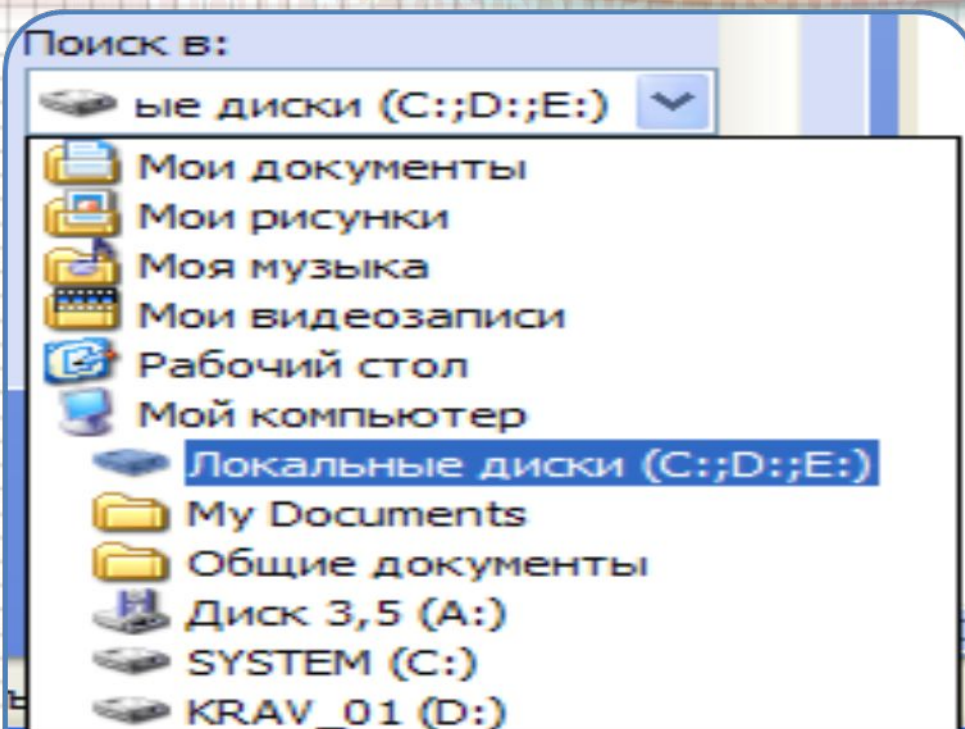 Поиск в:
ые диски (C:;D:;E:)
Мои документы
Мои рисунки
Моя музыка
Мои видеозаписи
Рабочий стол
Мой компьютер
Локальные диски (C:;D:;E:)
My Documents
Общие документы
Диск 3,5 (A:)
SYSTEM (C:)
KRAV_01 (D:)